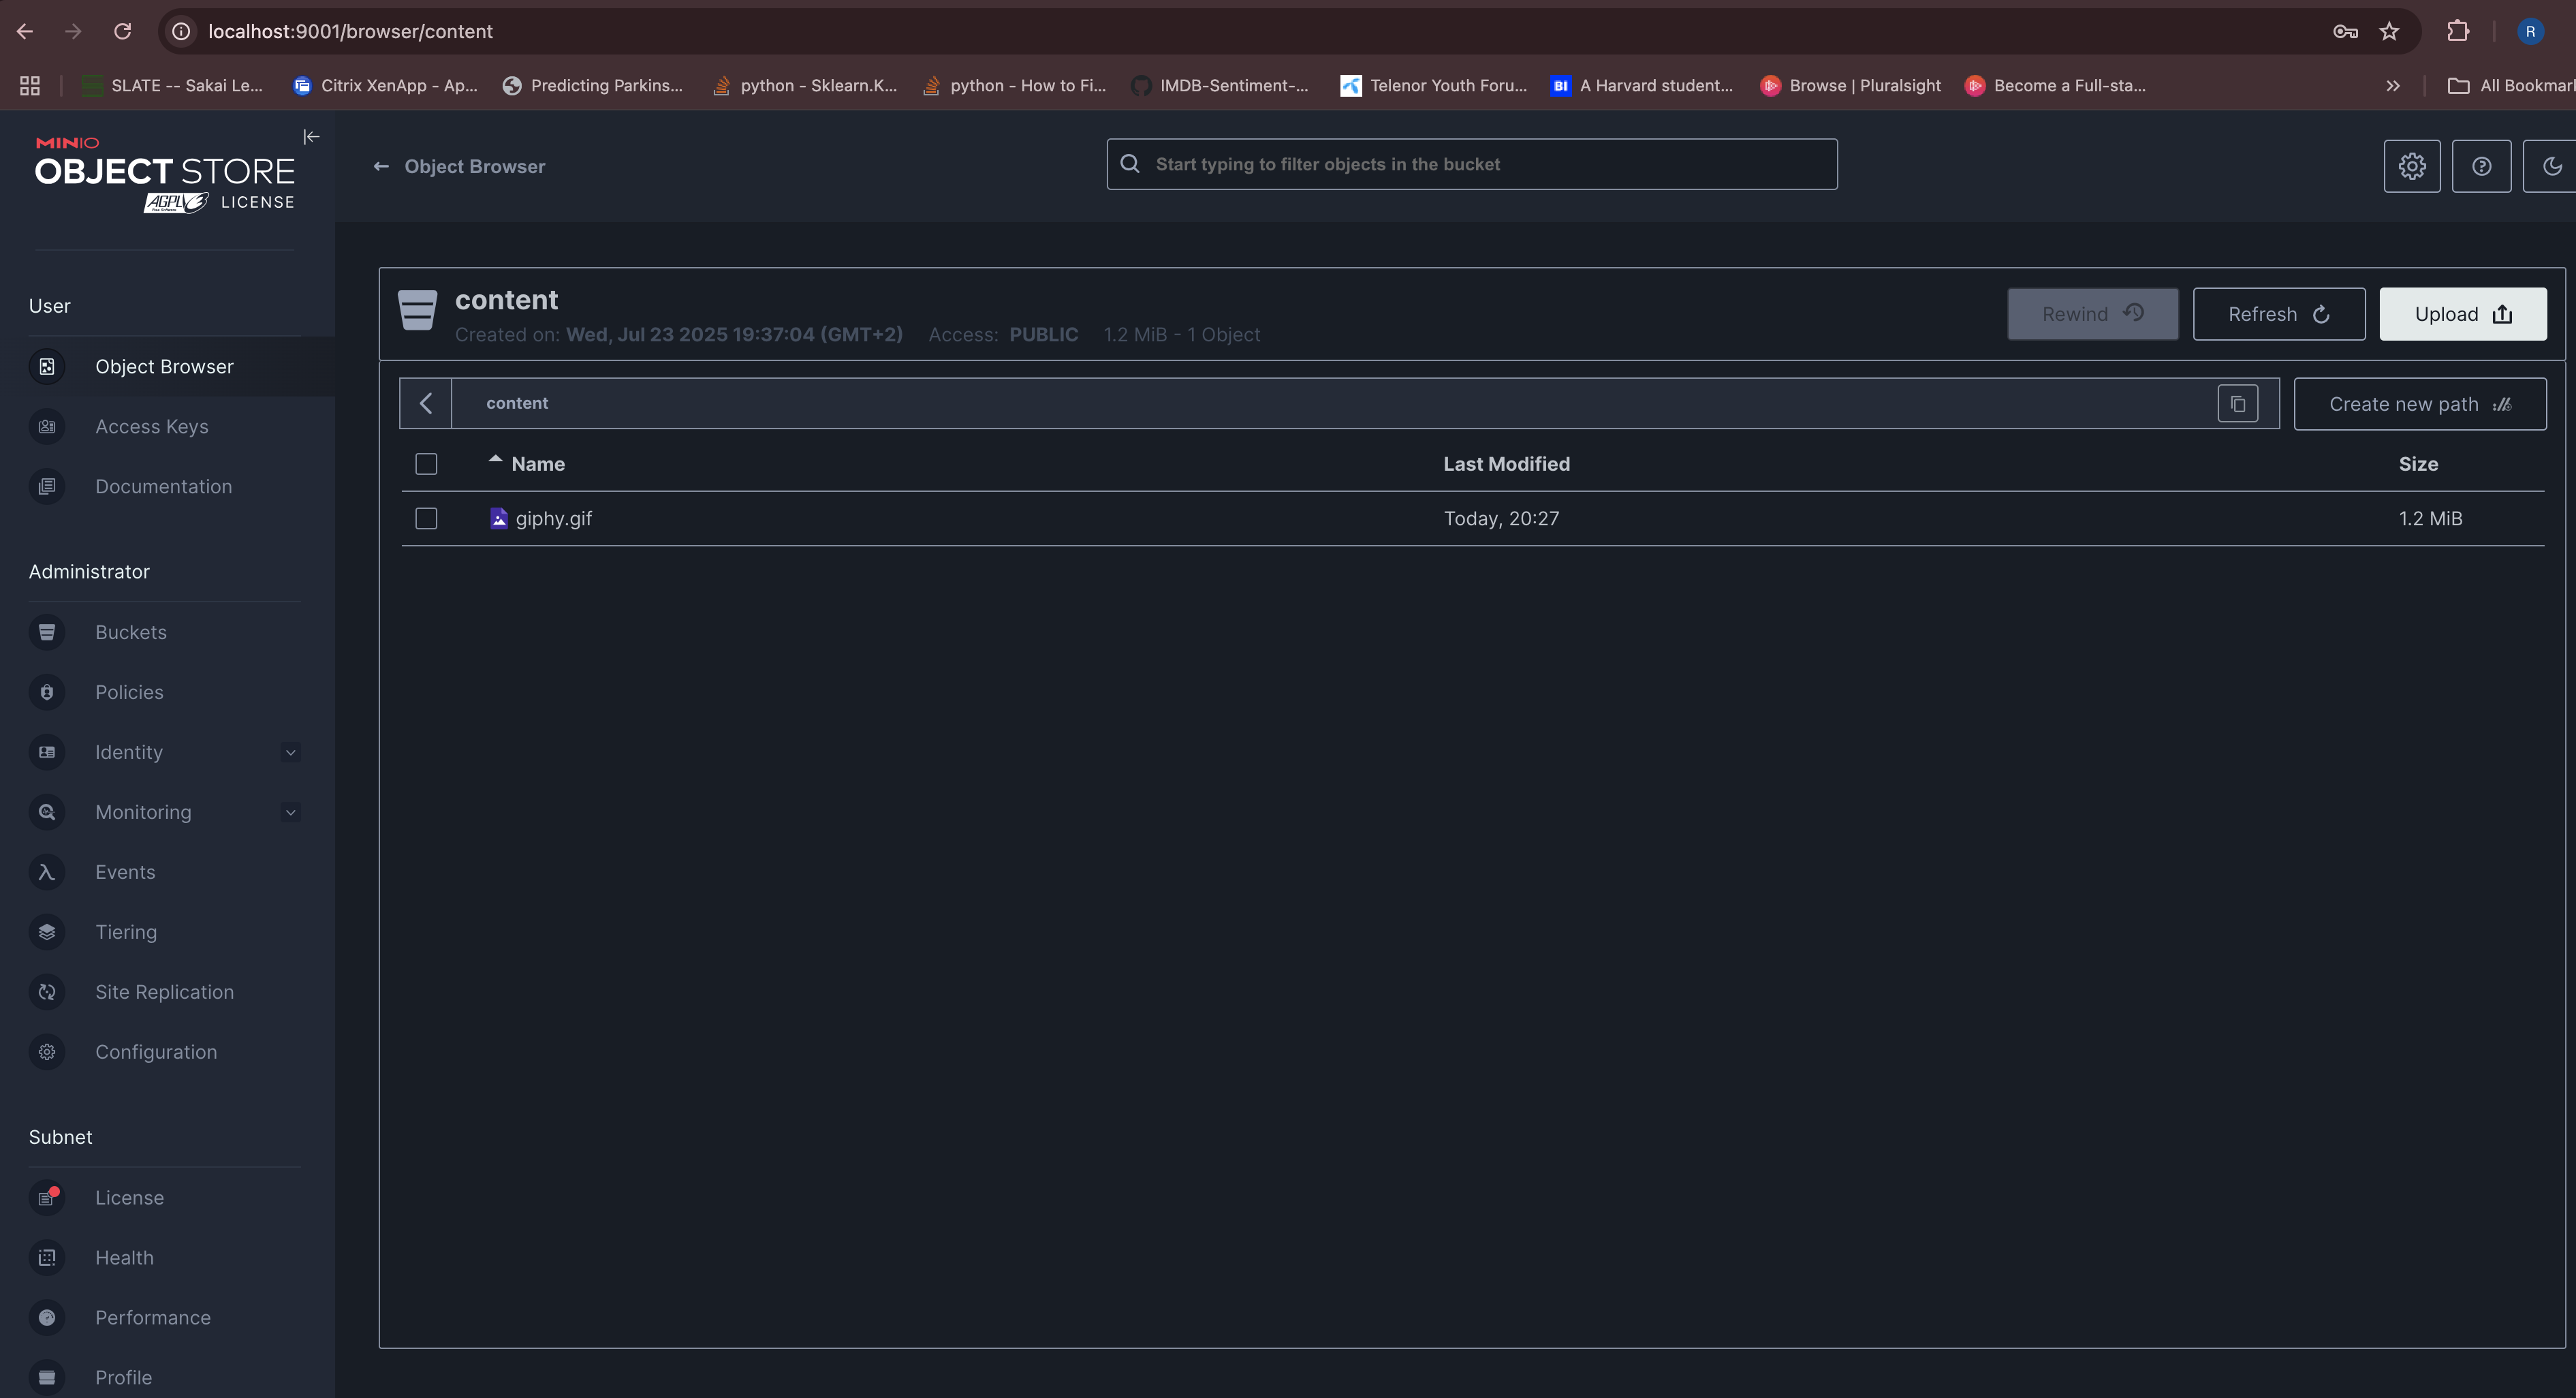 localhost:9001/browser/content
SLATE -- Sakai Le...
Citrix XenApp - Ap...
Predicting Parkins...
python - Sklearn.K...
python - How to Fi...
IMDB-Sentiment-...
Telenor Youth Foru...
BI
A Harvard student...
Browse | Pluralsight
Become a Full-sta...
All Bookmark
R
MINIO
OBJECT STORE
AGPL LICENSE
Object Browser
Start typing to filter objects in the bucket
User
Object Browser
Access Keys
Documentation
Administrator
Buckets
Policies
Identity
Monitoring
Events
Tiering
Site Replication
Configuration
Subnet
License
Health
Performance
Profile
content
Created on: Wed, Jul 23 2025 19:37:04 (GMT+2) Access: PUBLIC 1.2 MiB - 1 Object
Rewind
Refresh
Upload
content
Create new path
Name Last Modified Size
giphy.gif Today, 20:27 1.2 MiB